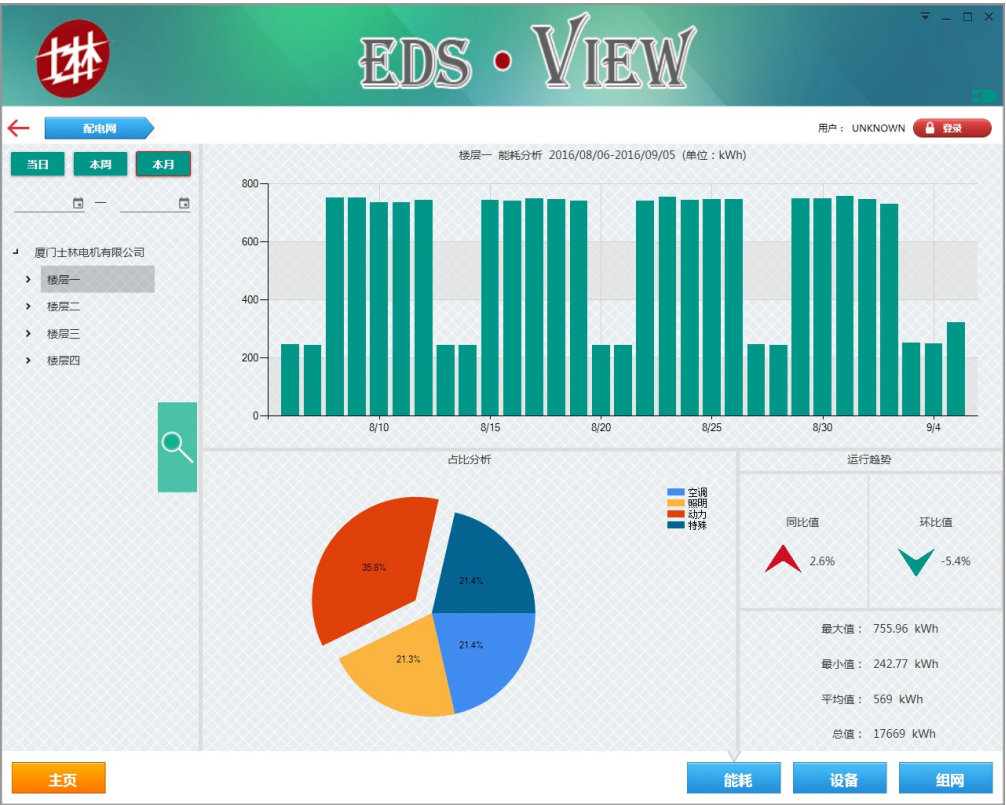 士林
EDS·VIEW
配电网
用户： UNKNOWN
登录
当日 本周 本月
—
厦门士林电机有限公司
楼层一
楼层二
楼层三
楼层四
楼层一 能耗分析 2016/08/06-2016/09/05 (单位：kWh)
800
600
400
200
0
8/10 8/15 8/20 8/25 8/30 9/4
占比分析
空调
照明
动力
特殊
35.8%
21.4%
21.4%
21.3%
运行趋势
同比值 环比值
2.6% -5.4%
最大值： 755.96 kWh
最小值： 242.77 kWh
平均值： 569 kWh
总值： 17669 kWh
主页 能耗 设备 组网